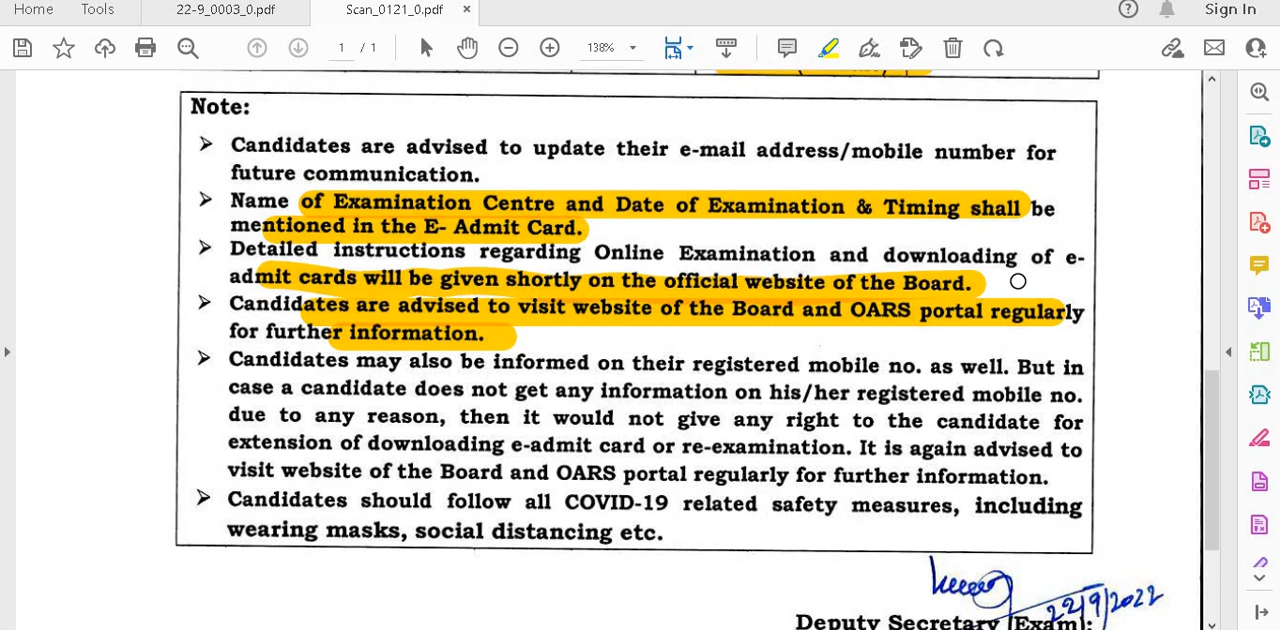 Home Tools 22-9_0003_0.pdf Scan_0121_0.pdf × Sign In
1 / 1 138%
Note:
➤ Candidates are advised to update their e-mail address/mobile number for
future communication.
➤ Name of Examination Centre and Date of Examination & Timing shall be
mentioned in the E- Admit Card.
➤ Detailed instructions regarding Online Examination and downloading of e-
admit cards will be given shortly on the official website of the Board.
➤ Candidates are advised to visit website of the Board and OARS portal regularly
for further information.
➤ Candidates may also be informed on their registered mobile no. as well. But in
case a candidate does not get any information on his/her registered mobile no.
due to any reason, then it would not give any right to the candidate for
extension of downloading e-admit card or re-examination. It is again advised to
visit website of the Board and OARS portal regularly for further information.
➤ Candidates should follow all COVID-19 related safety measures, including
wearing masks, social distancing etc.
22/9/2022
Deputy Secretary (Exam):